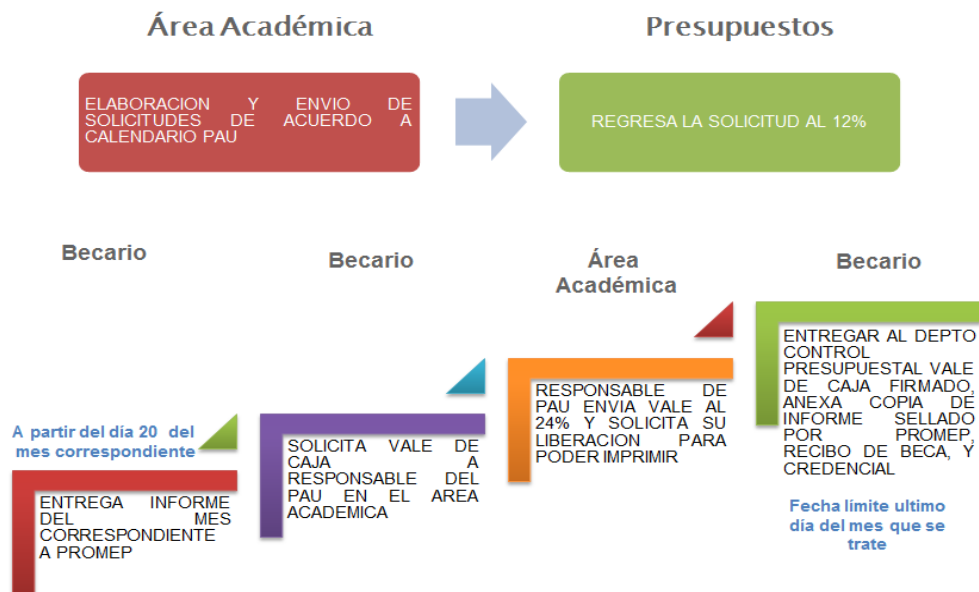 Área Académica
Presupuestos
ELABORACION Y ENVIO DE
SOLICITUDES DE ACUERDO A
CALENDARIO PAU
REGRESA LA SOLICITUD AL 12%
Becario
A partir del día 20 del
mes correspondiente
ENTREGA INFORME
DEL MES
CORRESPONDIENTE
A PROMEP
Becario
SOLICITA VALE DE
CAJA A
RESPONSABLE DEL
PAU EN EL AREA
ACADEMICA
Área
Académica
RESPONSABLE DE
PAU ENVIA VALE AL
24% Y SOLICITA SU
LIBERACION PARA
PODER IMPRIMIR
Becario
ENTREGAR AL DEPTO
CONTROL
PRESUPUESTAL VALE
DE CAJA FIRMADO,
ANEXA COPIA DE
INFORME SELLADO
POR PROMEP,
RECIBO DE BECA, Y
CREDENCIAL
Fecha límite ultimo
día del mes que se
trate